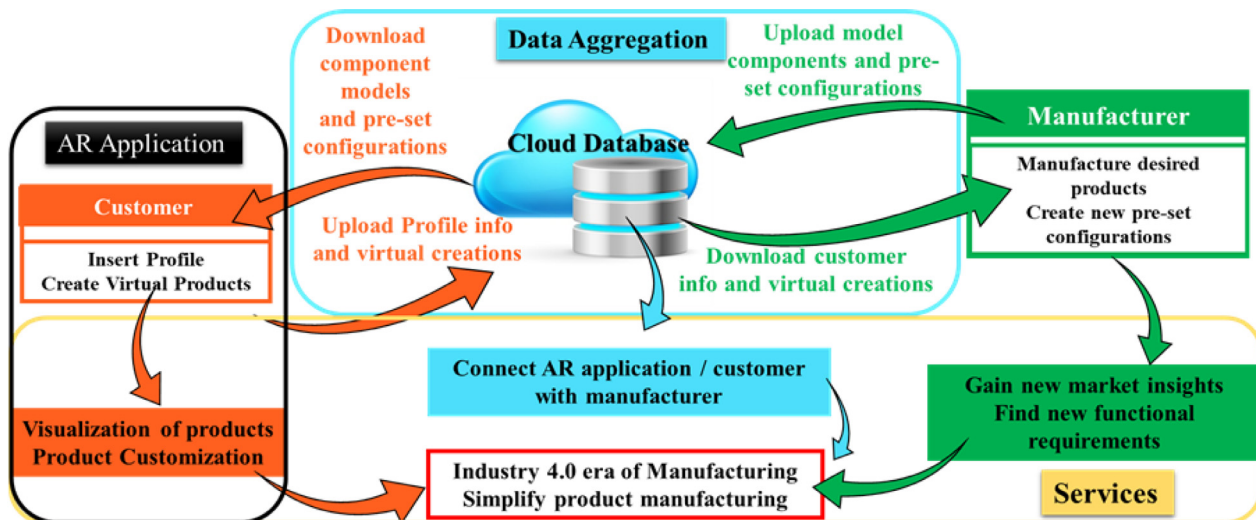 Data Aggregation
Download
component
models
and pre-set
configurations
Upload model
components and pre-
set configurations
Cloud Database
Upload Profile info
and virtual creations
Download customer
info and virtual creations
AR Application
Customer
Insert Profile
Create Virtual Products
Visualization of products
Product Customization
Manufacturer
Manufacture desired
products
Create new pre-set
configurations
Connect AR application / customer
with manufacturer
Gain new market insights
Find new functional
requirements
Industry 4.0 era of Manufacturing
Simplify product manufacturing
Services